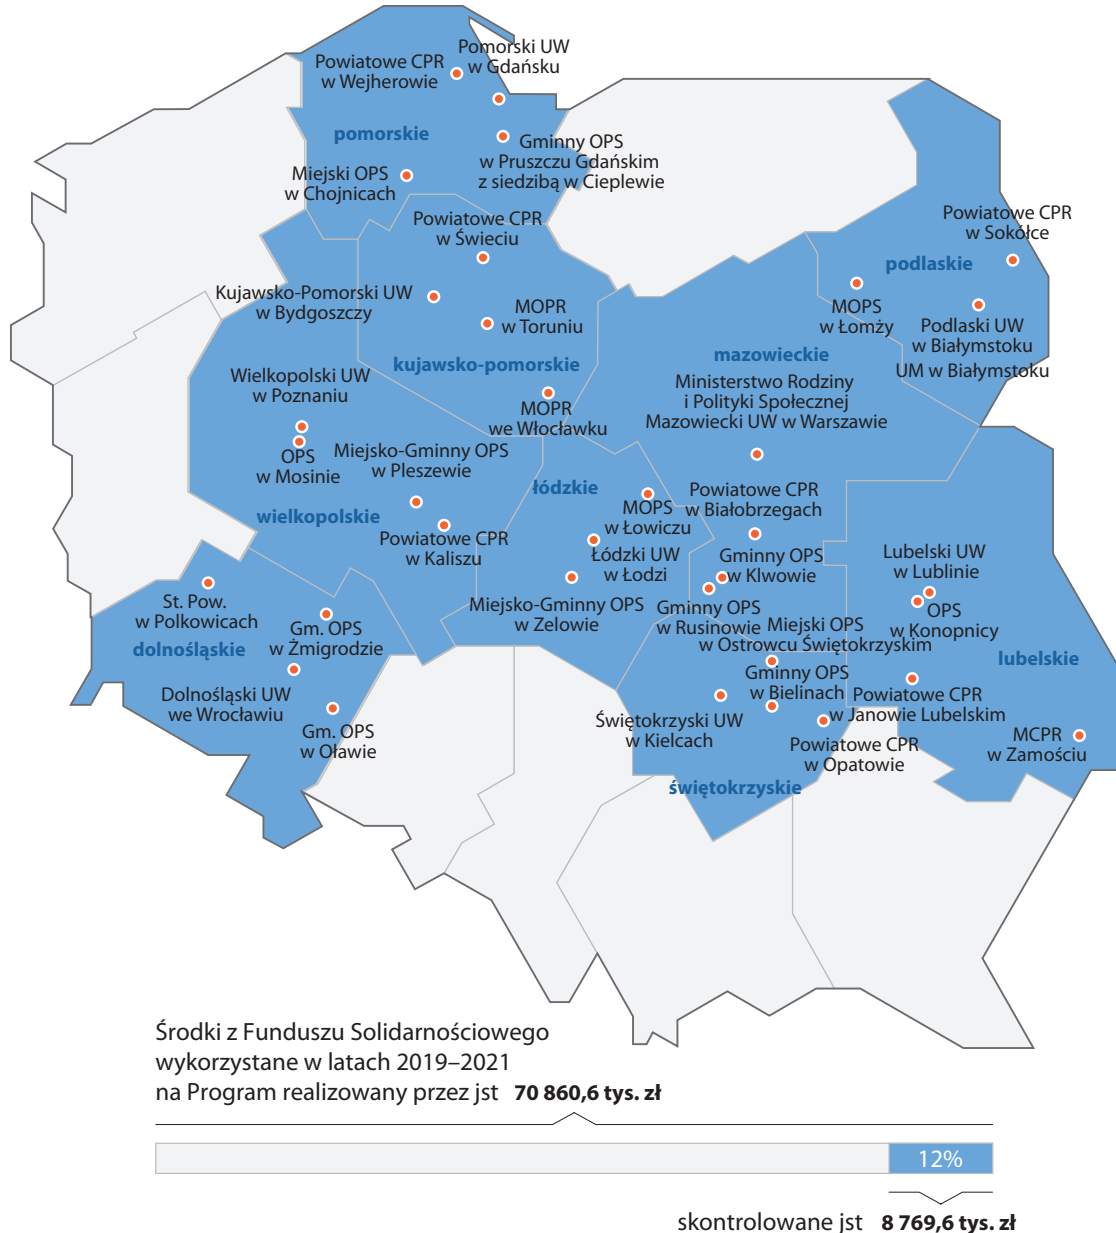 Pomorski UW
w Gdańsku
Powiatowe CPR
w Wejherowie
pomorskie
Gminny OPS
w Pruszczu Gdańskim
z siedzibą w Cieplewie
Miejski OPS
w Chojnicach
Powiatowe CPR
w Świeciu
Powiatowe CPR
w Sokółce
podlaskie
Kujawsko-Pomorski UW
w Bydgoszczy
MOPR
w Toruniu
MOPS
w Łomży
Podlaski UW
w Białymstoku
UM w Białymstoku
kujawsko-pomorskie
mazowieckie
Wielkopolski UW
w Poznaniu
Ministerstwo Rodziny
i Polityki Społecznej
Mazowiecki UW w Warszawie
MOPR
we Włocławku
OPS
w Mosinie
Miejsko-Gminny OPS
w Pleszewie
łódzkie
wielkopolskie
MOPS
w Łowiczu
Powiatowe CPR
w Białobrzegach
Powiatowe CPR
w Kaliszu
Łódzki UW
w Łodzi
Gminny OPS
w Klwowie
Lubelski UW
w Lublinie
St. Pow.
w Polkowicach
Miejsko-Gminny OPS
w Zelowie
Gminny OPS
w Rusinowie
OPS
w Konopnicy
Gm. OPS
w Żmigrodzie
Miejski OPS
w Ostrowcu Świętokrzyskim
dolnośląskie
lubelskie
Gminny OPS
w Bielinach
Dolnośląski UW
we Wrocławiu
Powiatowe CPR
w Janowie Lubelskim
Świętokrzyski UW
w Kielcach
Gm. OPS
w Oławie
Powiatowe CPR
w Opatowie
MCPR
w Zamościu
świętokrzyskie
Środki z Funduszu Solidarnościowego
wykorzystane w latach 2019–2021
na Program realizowany przez jst 70 860,6 tys. zł
12%
skontrolowane jst 8 769,6 tys. zł